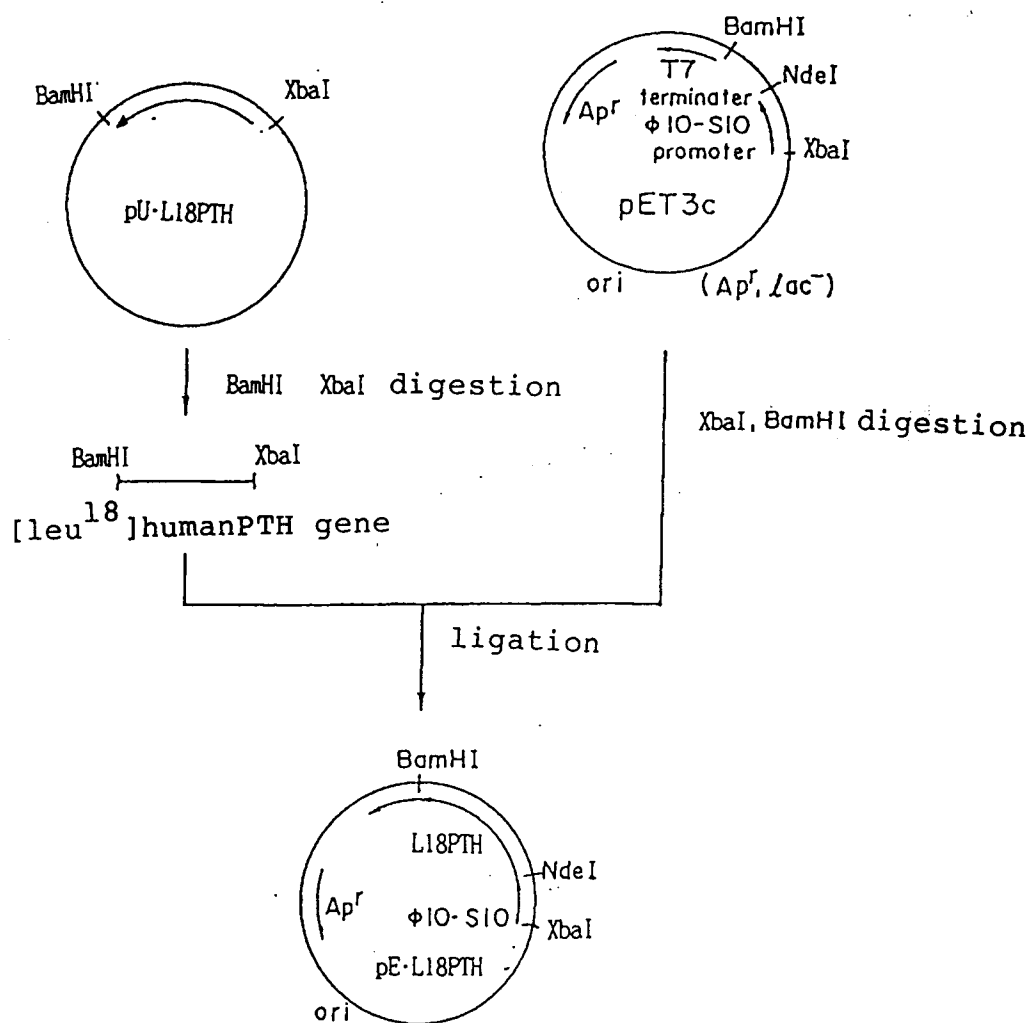 BamHI
XbaI
pU·L18PTH
BamHI
NdeI
T7
terminater
Φ10-S10
promoter
Apʳ
XbaI
pET3c
ori
(Apʳ, lac⁻)
BamHI XbaI digestion
XbaI, BamHI digestion
BamHI
XbaI
[leu¹⁸]humanPTH gene
ligation
BamHI
L18PTH
NdeI
Apʳ
Φ10-S10
XbaI
pE·L18PTH
ori